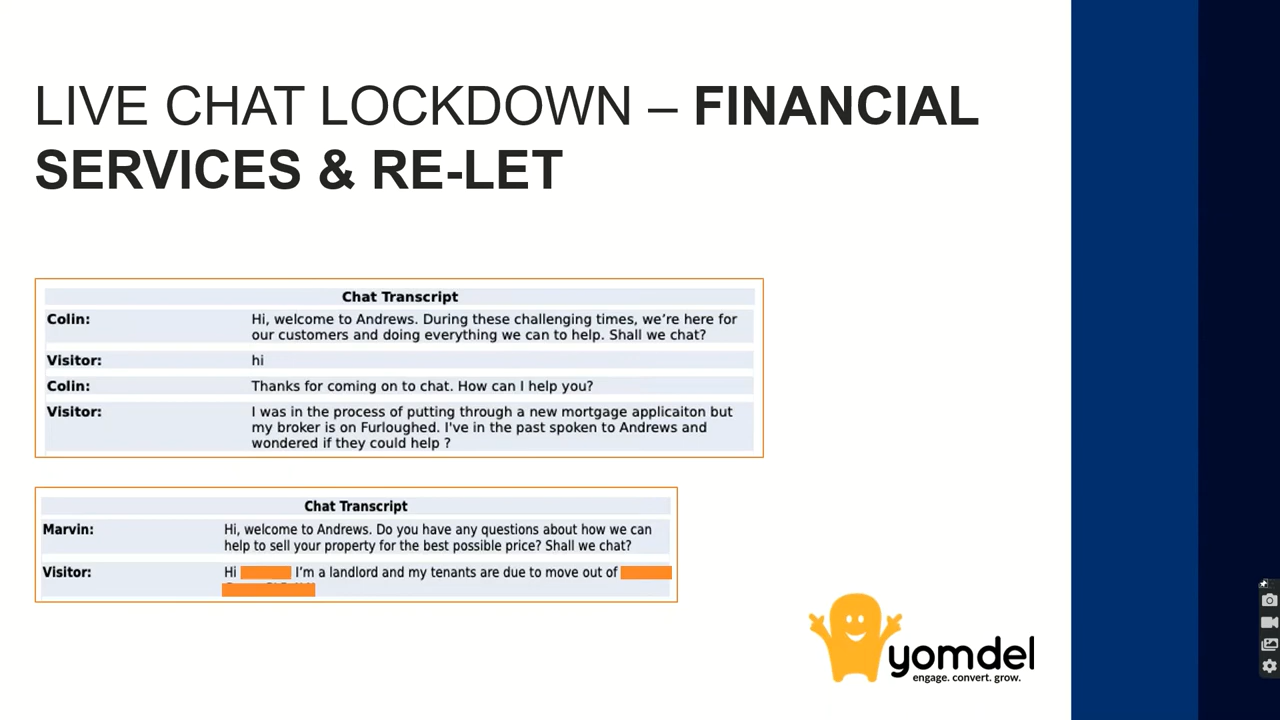 LIVE CHAT LOCKDOWN – FINANCIAL
SERVICES & RE-LET
Chat Transcript
Colin: Hi, welcome to Andrews. During these challenging times, we're here for
our customers and doing everything we can to help. Shall we chat?
Visitor: hi
Colin: Thanks for coming on to chat. How can I help you?
Visitor: I was in the process of putting through a new mortgage applicaiton but
my broker is on Furloughed. I've in the past spoken to Andrews and
wondered if they could help ?
Chat Transcript
Marvin: Hi, welcome to Andrews. Do you have any questions about how we can
help to sell your property for the best possible price? Shall we chat?
Visitor: Hi I'm a landlord and my tenants are due to move out of
yomdel
engage. convert. grow.